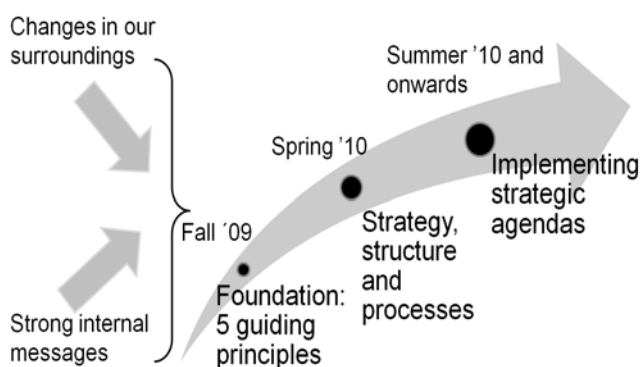 Changes in our
surroundings
Strong internal
messages
Fall ´09
Foundation:
5 guiding
principles
Spring '10
Strategy,
structure
and
processes
Summer '10 and
onwards
Implementing
strategic
agendas